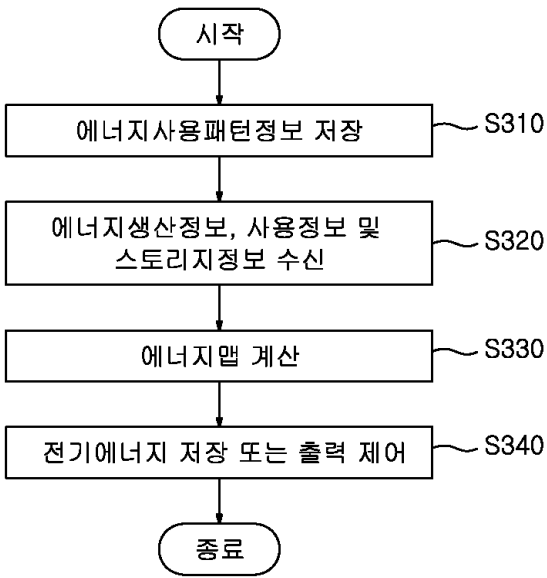 시작
에너지사용패턴정보 저장
S310
에너지생산정보, 사용정보 및
스토리지정보 수신
S320
에너지맵 계산
S330
전기에너지 저장 또는 출력 제어
S340
종료